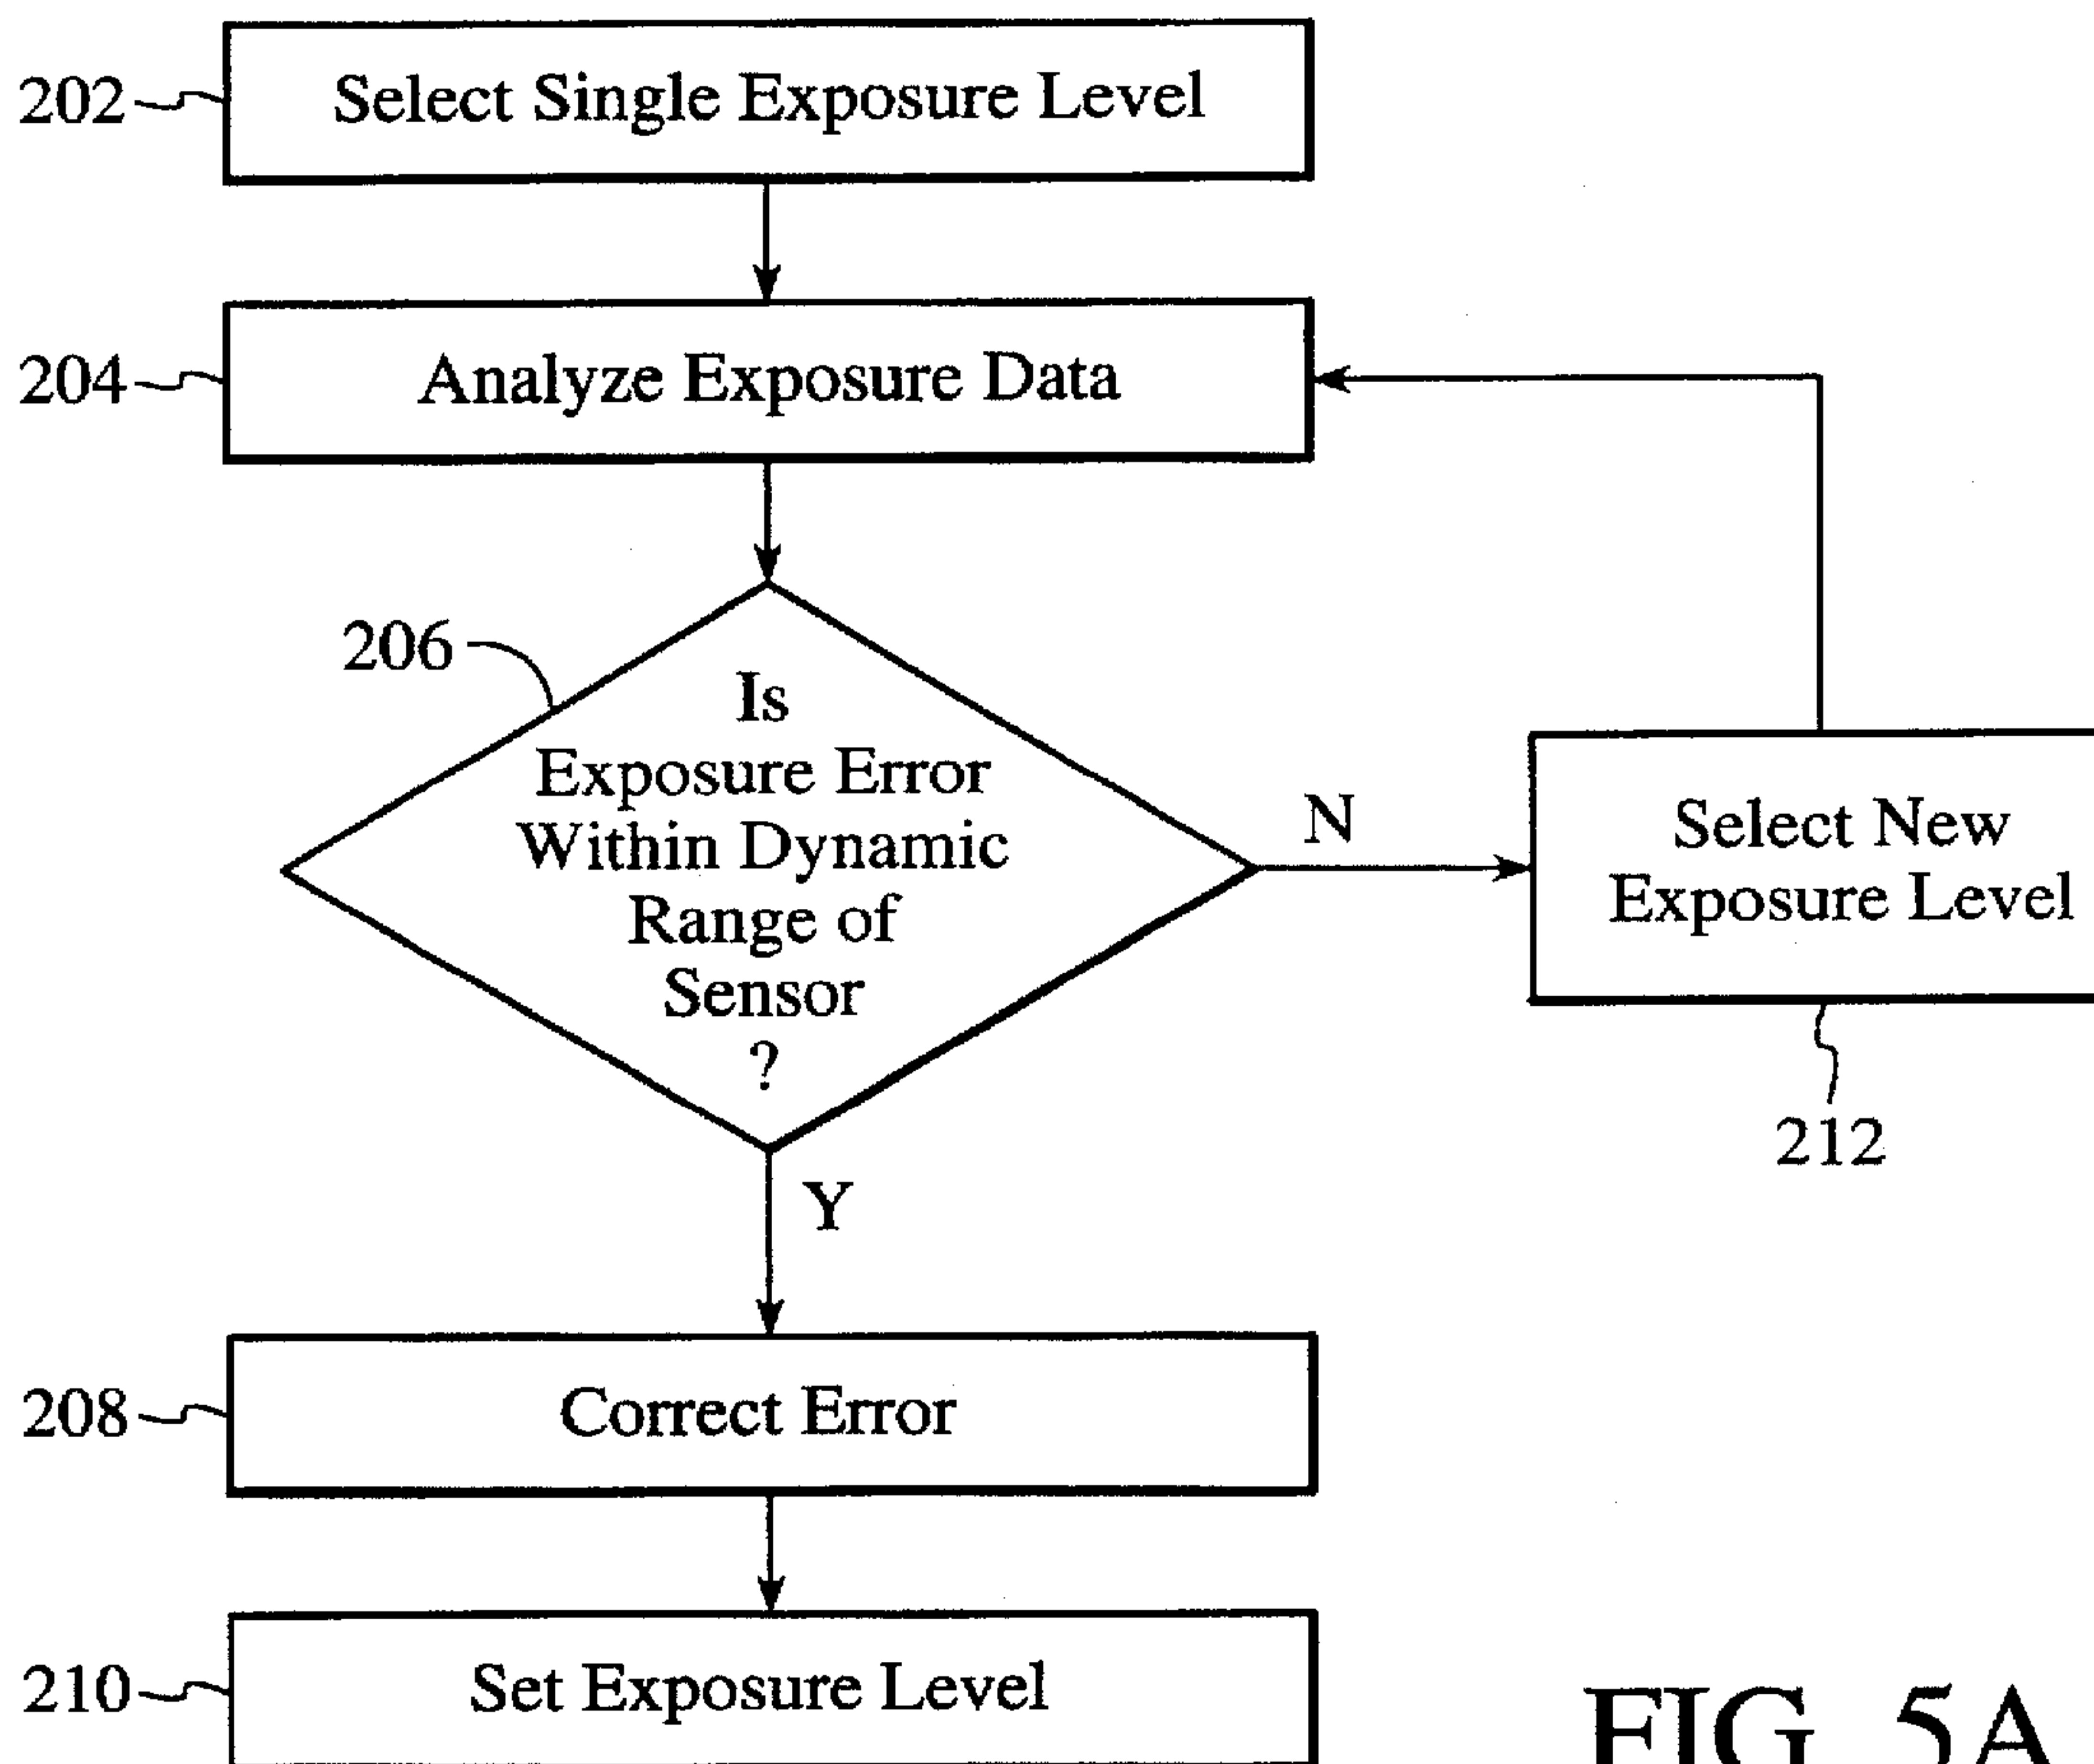 202
Select Single Exposure Level
204
Analyze Exposure Data
206
Is
Exposure Error
Within Dynamic
Range of
Sensor
?
N
Select New
Exposure Level
212
Y
208
Correct Error
210
Set Exposure Level
FIG. 5A